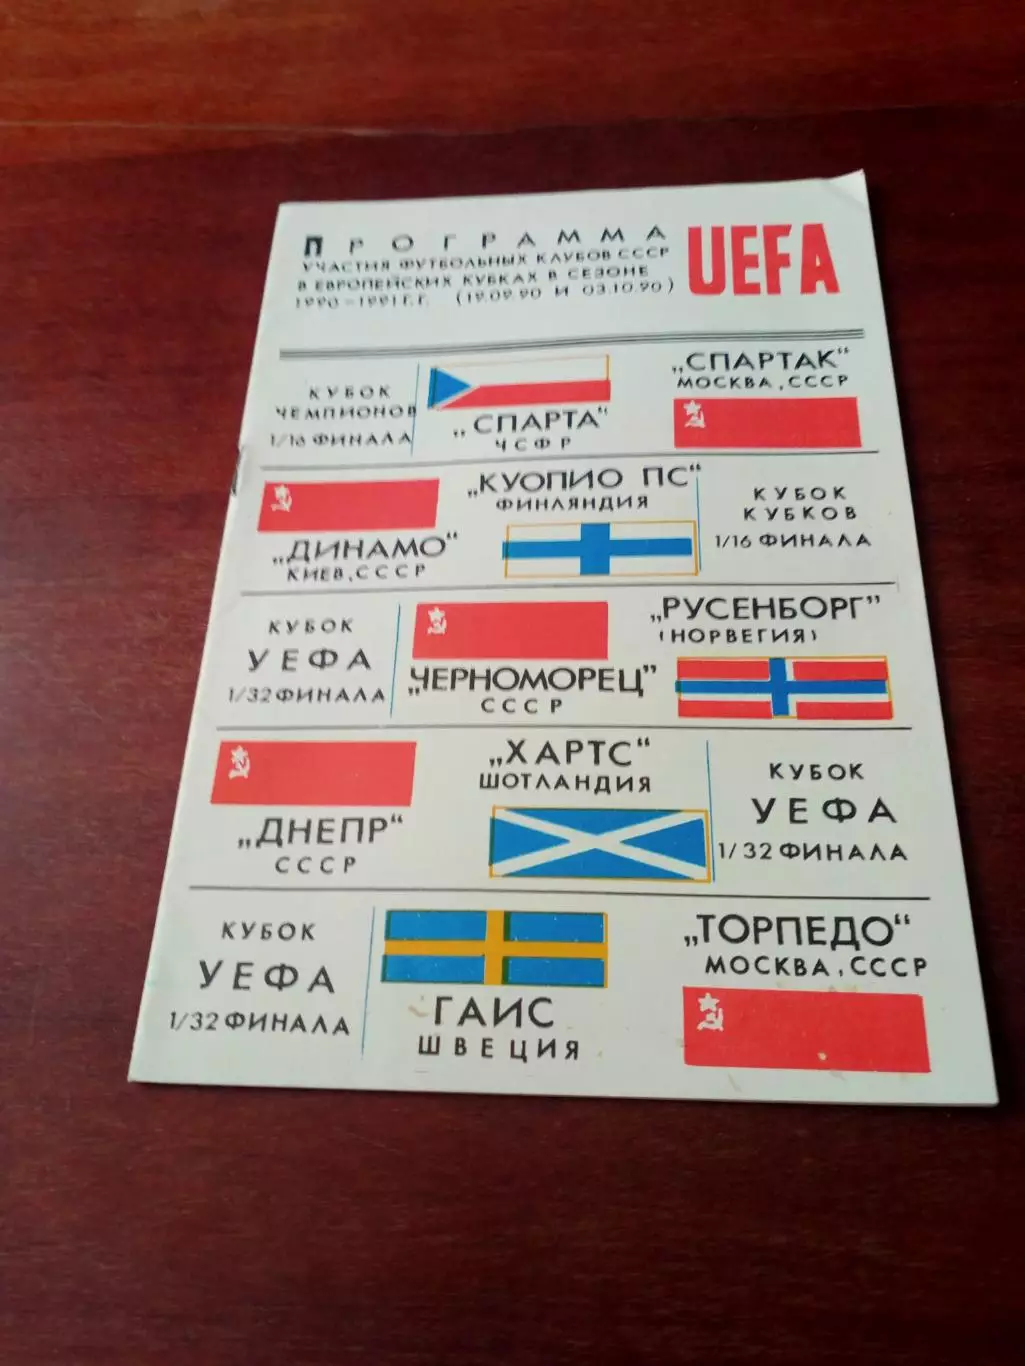 ПРОГРАММА
УЧАСТИЯ ФУТБОЛЬНЫХ КЛУБОВ СССР
В ЕВРОПЕЙСКИХ КУБКАХ В СЕЗОНЕ
1990-1991 Г.Г. (19.09.90 И 03.10.90)
UEFA
КУБОК
ЧЕМПИОНОВ
1/16 ФИНАЛА
„СПАРТА“
ЧСФР
„СПАРТАК“
МОСКВА, СССР
„ДИНАМО“
КИЕВ, СССР
„КУОПИО ПС“
ФИНЛЯНДИЯ
КУБОК
КУБКОВ
1/16 ФИНАЛА
КУБОК
УЕФА
1/32 ФИНАЛА
„ЧЕРНОМОРЕЦ“
СССР
„РУСЕНБОРГ“
(НОРВЕГИЯ)
„ДНЕПР“
СССР
„ХАРТС“
ШОТЛАНДИЯ
КУБОК
УЕФА
1/32 ФИНАЛА
КУБОК
УЕФА
1/32 ФИНАЛА
ГАИС
ШВЕЦИЯ
„ТОРПЕДО“
МОСКВА, СССР